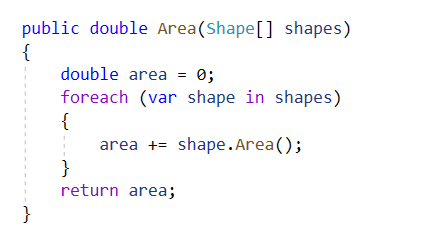 public double Area(Shape[] shapes)
{
    double area = 0;
    foreach (var shape in shapes)
    {
        area += shape.Area();
    }
    return area;
}